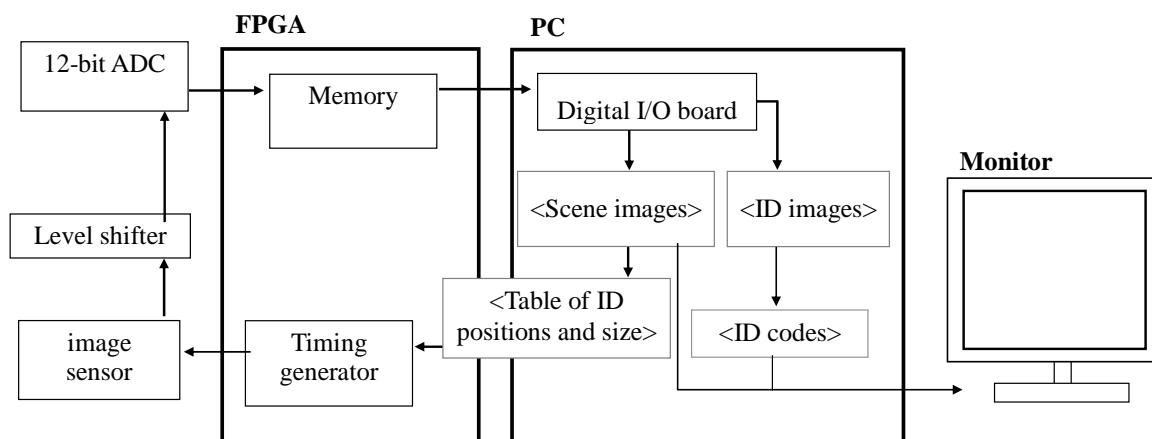 FPGA
PC
12-bit ADC
Memory
Digital I/O board
Monitor
<Scene images>
<ID images>
Level shifter
<Table of ID
positions and size>
<ID codes>
image
sensor
Timing
generator